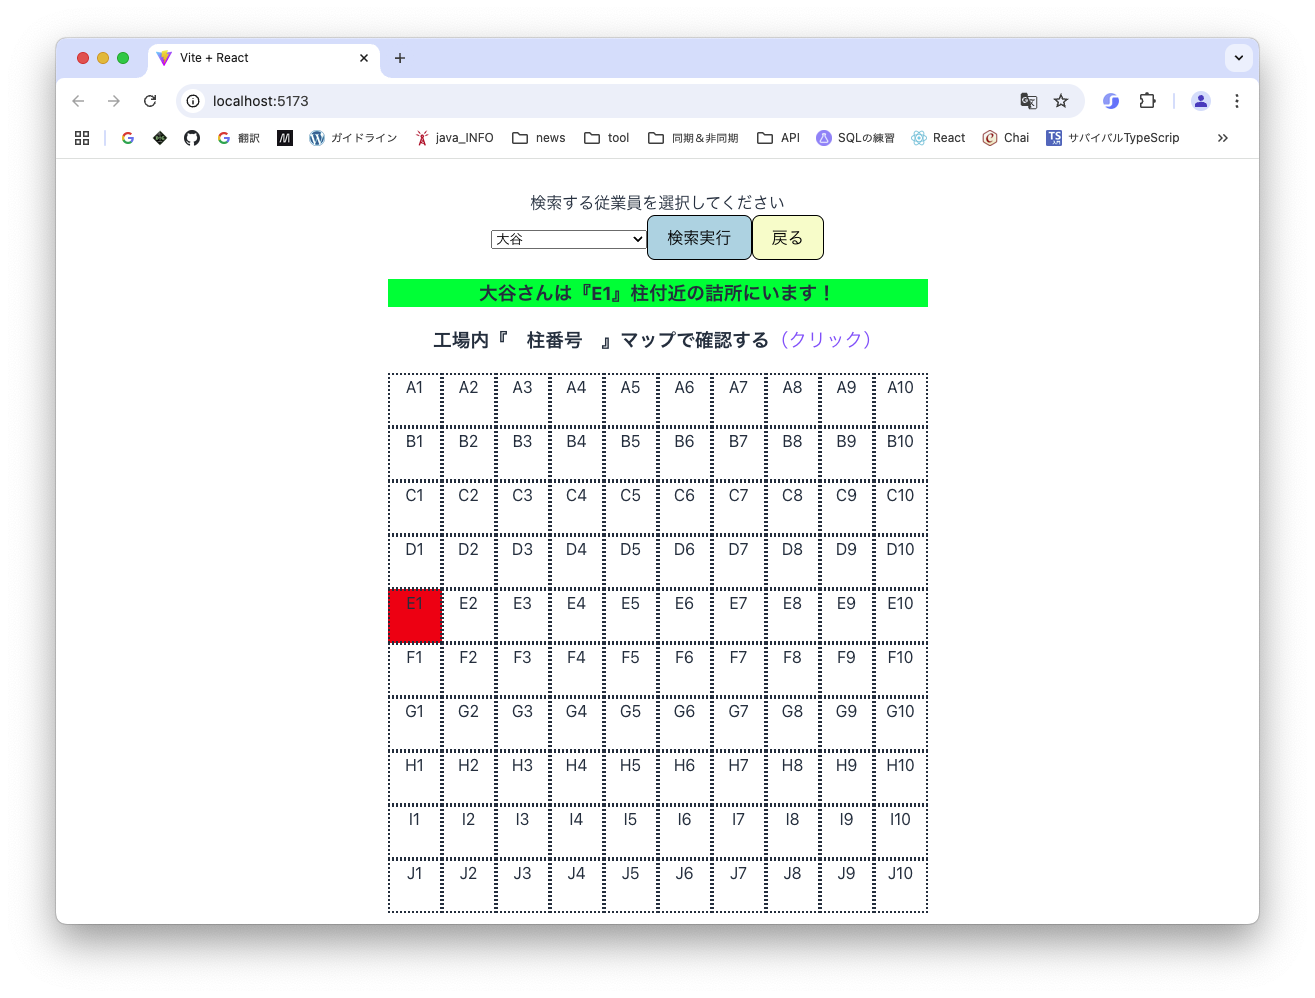 Vite + React
localhost:5173
翻訳 M ガイドライン java_INFO news tool 同期&非同期 API SQLの練習 React Chai TS 入門 サバイバルTypeScrip
検索する従業員を選択してください
大谷 検索実行 戻る
大谷さんは『E1』柱付近の詰所にいます！
工場内『　柱番号　』マップで確認する（クリック）
A1 A2 A3 A4 A5 A6 A7 A8 A9 A10
B1 B2 B3 B4 B5 B6 B7 B8 B9 B10
C1 C2 C3 C4 C5 C6 C7 C8 C9 C10
D1 D2 D3 D4 D5 D6 D7 D8 D9 D10
E1 E2 E3 E4 E5 E6 E7 E8 E9 E10
F1 F2 F3 F4 F5 F6 F7 F8 F9 F10
G1 G2 G3 G4 G5 G6 G7 G8 G9 G10
H1 H2 H3 H4 H5 H6 H7 H8 H9 H10
I1 I2 I3 I4 I5 I6 I7 I8 I9 I10
J1 J2 J3 J4 J5 J6 J7 J8 J9 J10